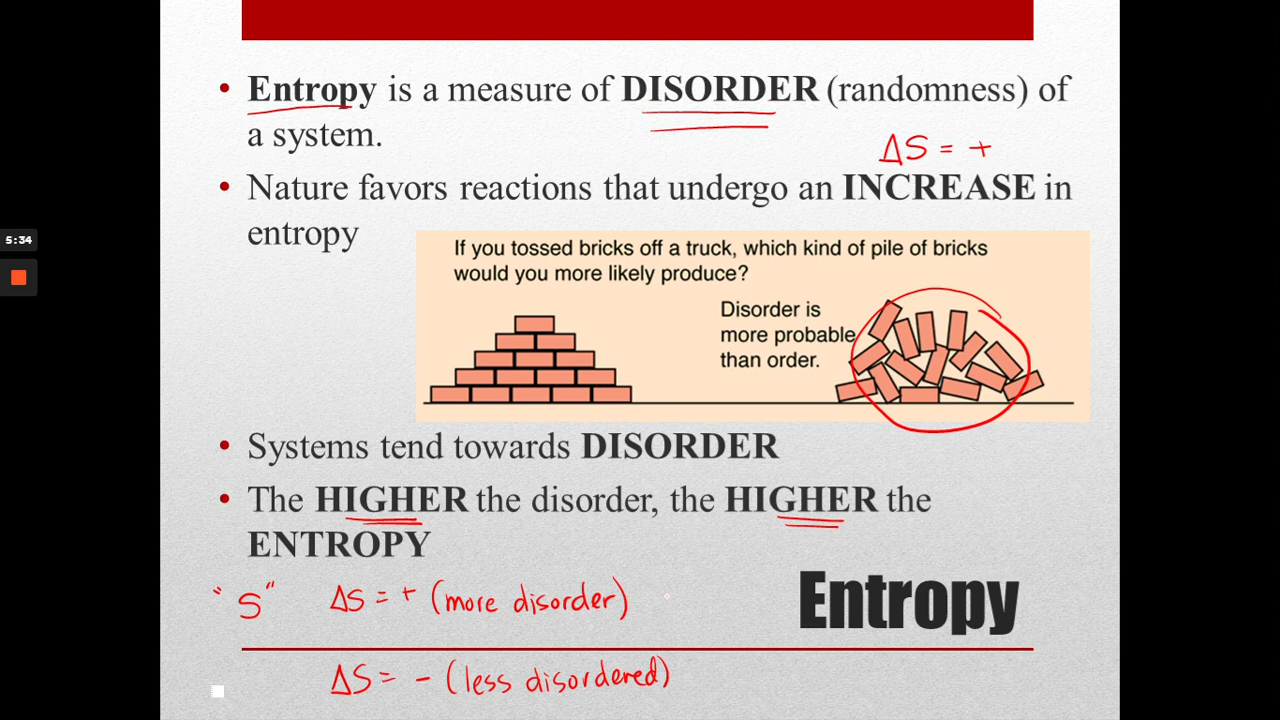 • Entropy is a measure of DISORDER (randomness) of
a system.
ΔS = +
• Nature favors reactions that undergo an INCREASE in
entropy
5:34
If you tossed bricks off a truck, which kind of pile of bricks
would you more likely produce?
Disorder is
more probable
than order.
• Systems tend towards DISORDER
• The HIGHER the disorder, the HIGHER the
ENTROPY
"S" ΔS = + (more disorder)
Entropy
ΔS = - (less disordered)